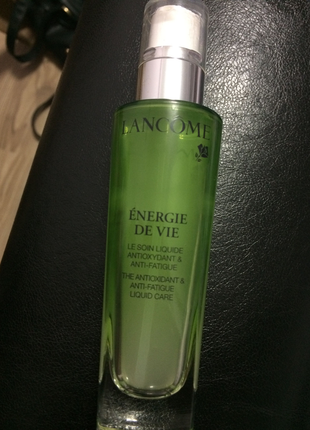 LANCÔME
ÉNERGIE
DE VIE
LE SOIN LIQUIDE
ANTIOXYDANT &
ANTI-FATIGUE
THE ANTIOXIDANT &
ANTI-FATIGUE
LIQUID CARE